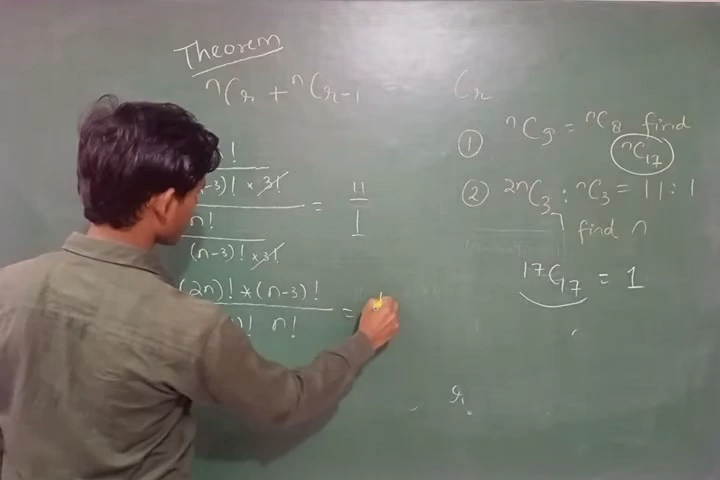 Theorem
ⁿCr + ⁿCr-1
n!
(n-3)! * 3!
= 11/1
n!
(n-3)! * 3!
(2n)! * (n-3)!
)! n!
=
Cr
① ⁿC9 = ⁿC8 find
ⁿC17
② ²ⁿC3 : ⁿC3 = 11 : 1
find n
¹⁷C17 = 1